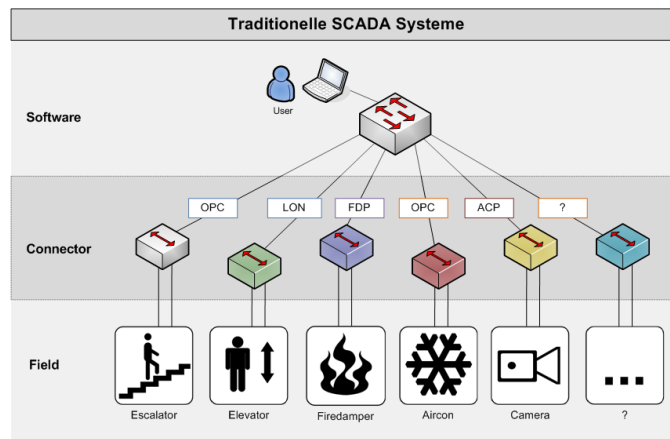 Traditionelle SCADA Systeme
User
Software
OPC
LON
FDP
OPC
ACP
?
Connector
Field
Escalator
Elevator
Firedamper
Aircon
Camera
?